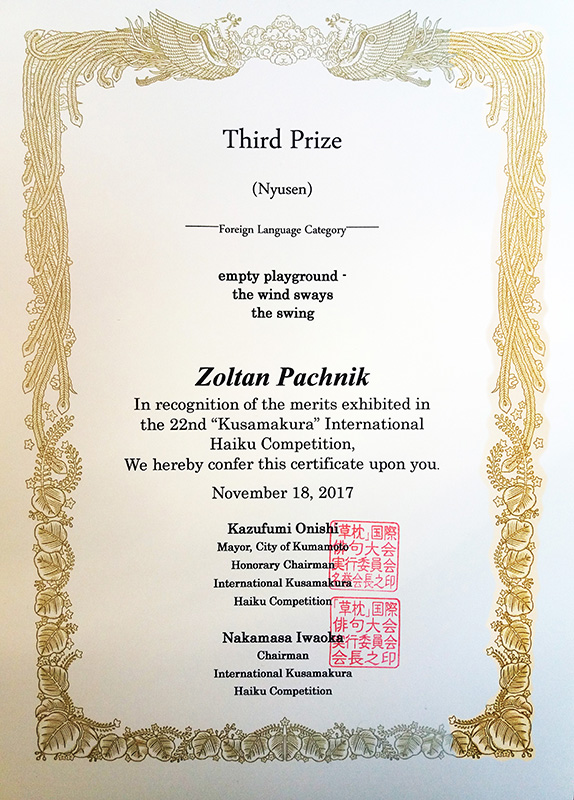 Third Prize
(Nyusen)
Foreign Language Category
empty playground -
the wind sways
the swing
Zoltan Pachnik
In recognition of the merits exhibited in
the 22nd “Kusamakura” International
Haiku Competition,
We hereby confer this certificate upon you.
November 18, 2017
Kazufumi Onishi
Mayor, City of Kumamoto
Honorary Chairman
International Kusamakura
Haiku Competition
「草枕」国際
俳句大会
実行委員会
名誉会長之印
Nakamasa Iwaoka
Chairman
International Kusamakura
Haiku Competition
「草枕」国際
俳句大会
実行委員会
会長之印